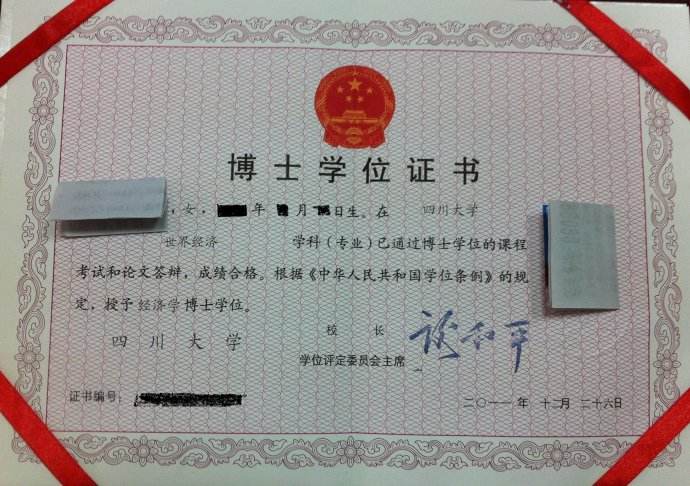 博士学位证书
，女，年 月 日生。在 四川大学
世界经济 学科（专业）已通过博士学位的课程
考试和论文答辩，成绩合格。根据《中华人民共和国学位条例》的规
定，授予 经济学 博士学位。
四川大学
校 长
学位评定委员会主席
谢和平
证书编号：
二〇一一年 十二月 二十六日